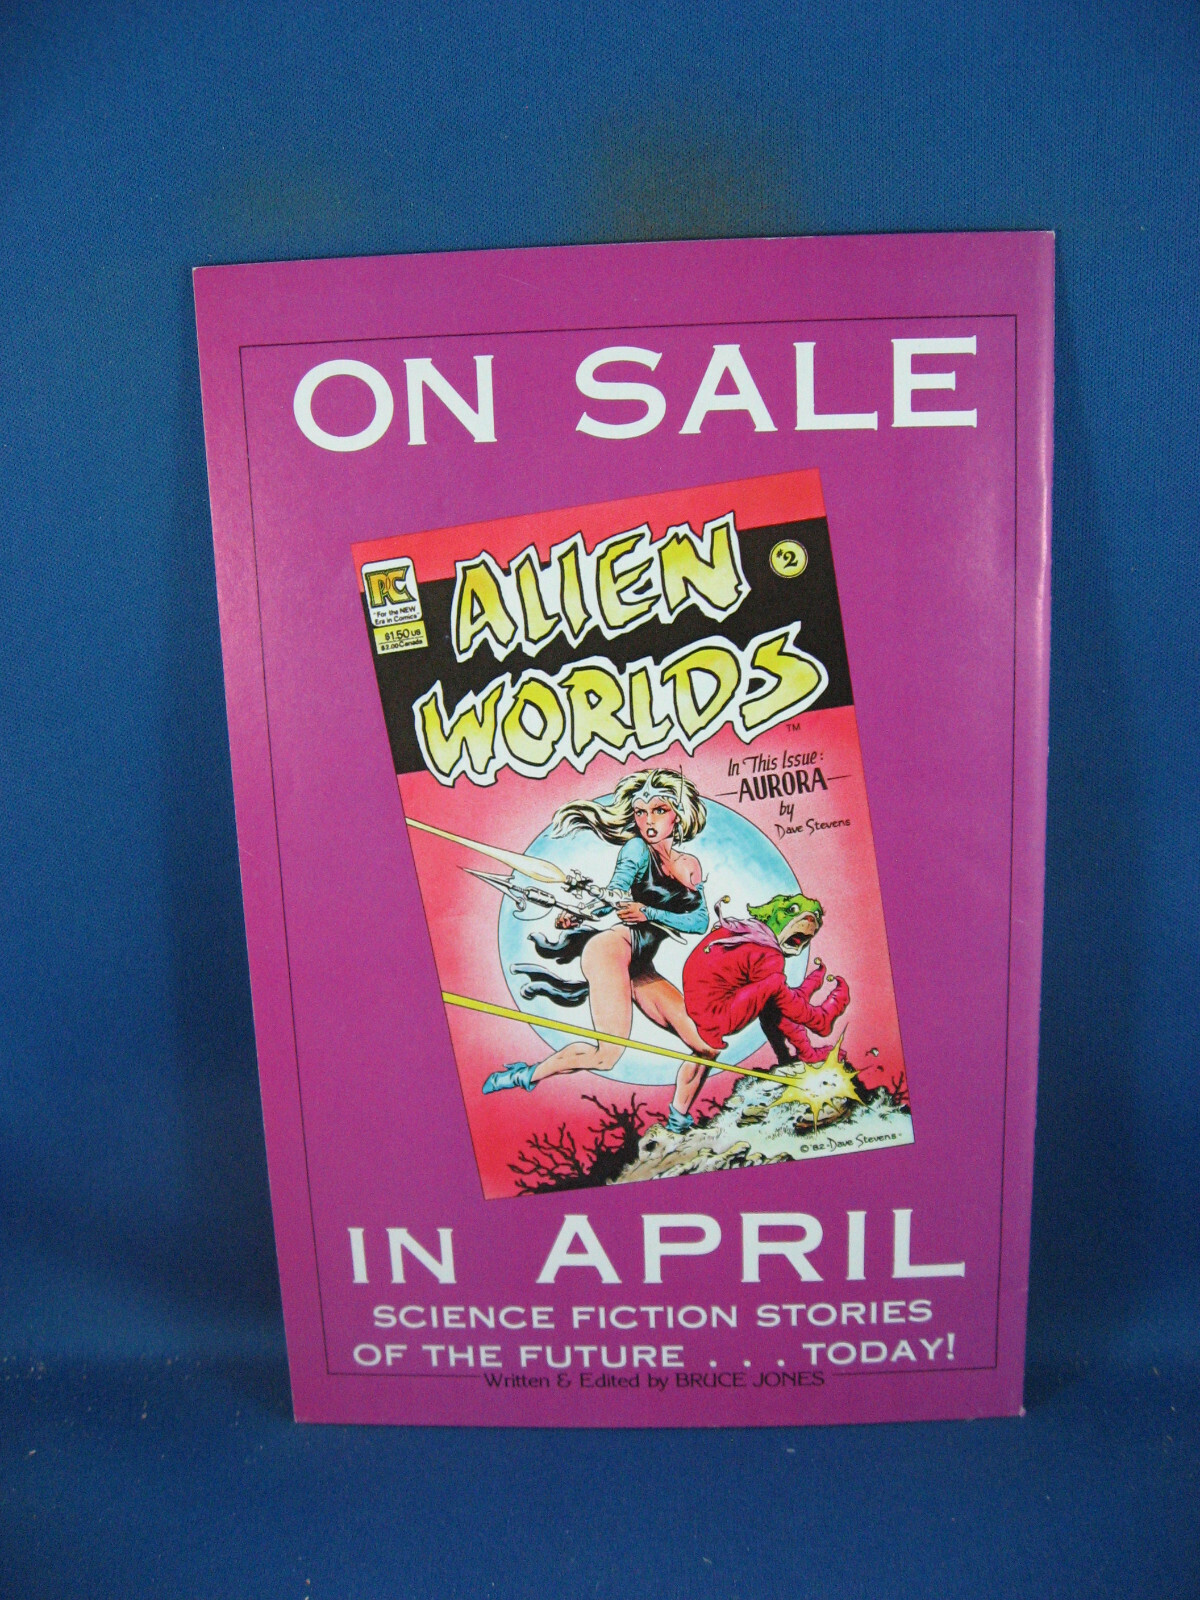 ON SALE
ALIEN
WORLDS
™
#2
PC
"For the NEW
Era in Comics"
$1.50 US
$2.00 Canada
In This Issue:
—AURORA—
by
Dave Stevens
© '82 · Dave Stevens ·
IN APRIL
SCIENCE FICTION STORIES
OF THE FUTURE . . . TODAY!
Written & Edited by BRUCE JONES